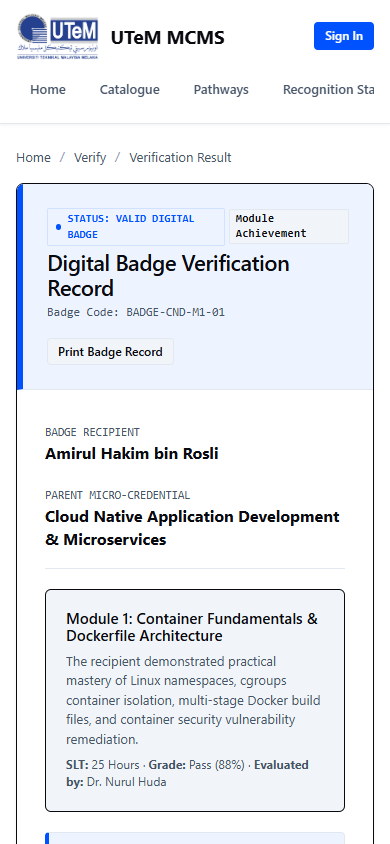 UTeM
UNIVERSITI TEKNIKAL MALAYSIA MELAKA
UTeM MCMS
Sign In
Home
Catalogue
Pathways
Recognition Sta
Home / Verify / Verification Result
STATUS: VALID DIGITAL
BADGE
Module
Achievement
Digital Badge Verification
Record
Badge Code: BADGE-CND-M1-01
Print Badge Record
BADGE RECIPIENT
Amirul Hakim bin Rosli
PARENT MICRO-CREDENTIAL
Cloud Native Application Development
& Microservices
Module 1: Container Fundamentals &
Dockerfile Architecture
The recipient demonstrated practical
mastery of Linux namespaces, cgroups
container isolation, multi-stage Docker build
files, and container security vulnerability
remediation.
SLT: 25 Hours · Grade: Pass (88%) · Evaluated
by: Dr. Nurul Huda